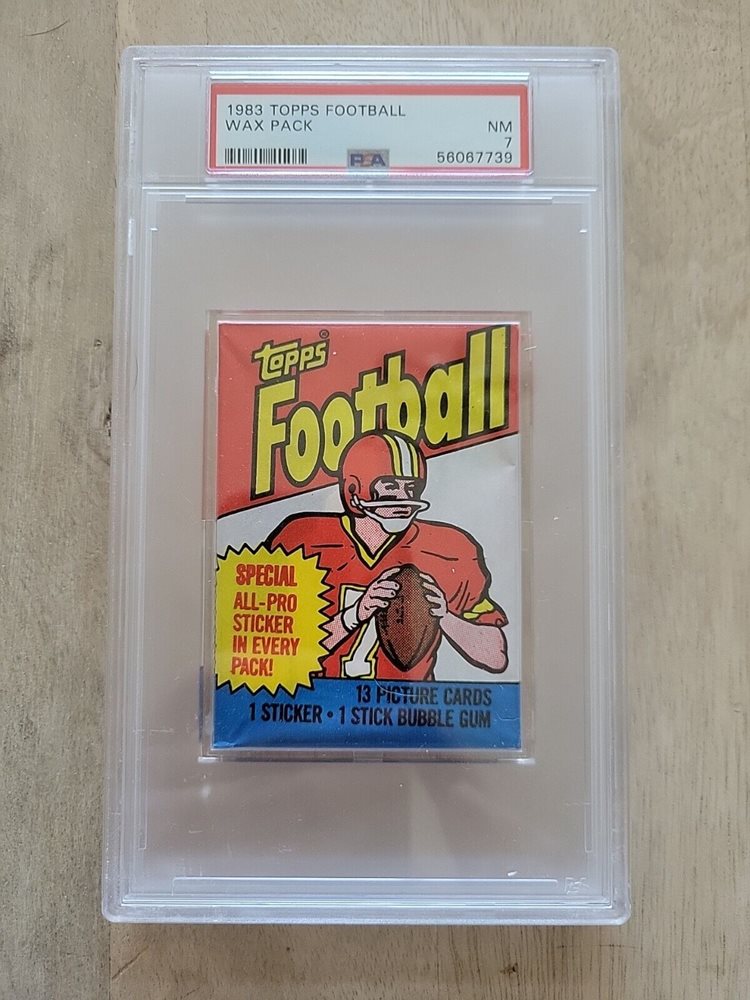 1983 TOPPS FOOTBALL
WAX PACK NM
7
PSA 56067739
topps®
Football
SPECIAL
ALL-PRO
STICKER
IN EVERY
PACK!
7
13 PICTURE CARDS
1 STICKER • 1 STICK BUBBLE GUM